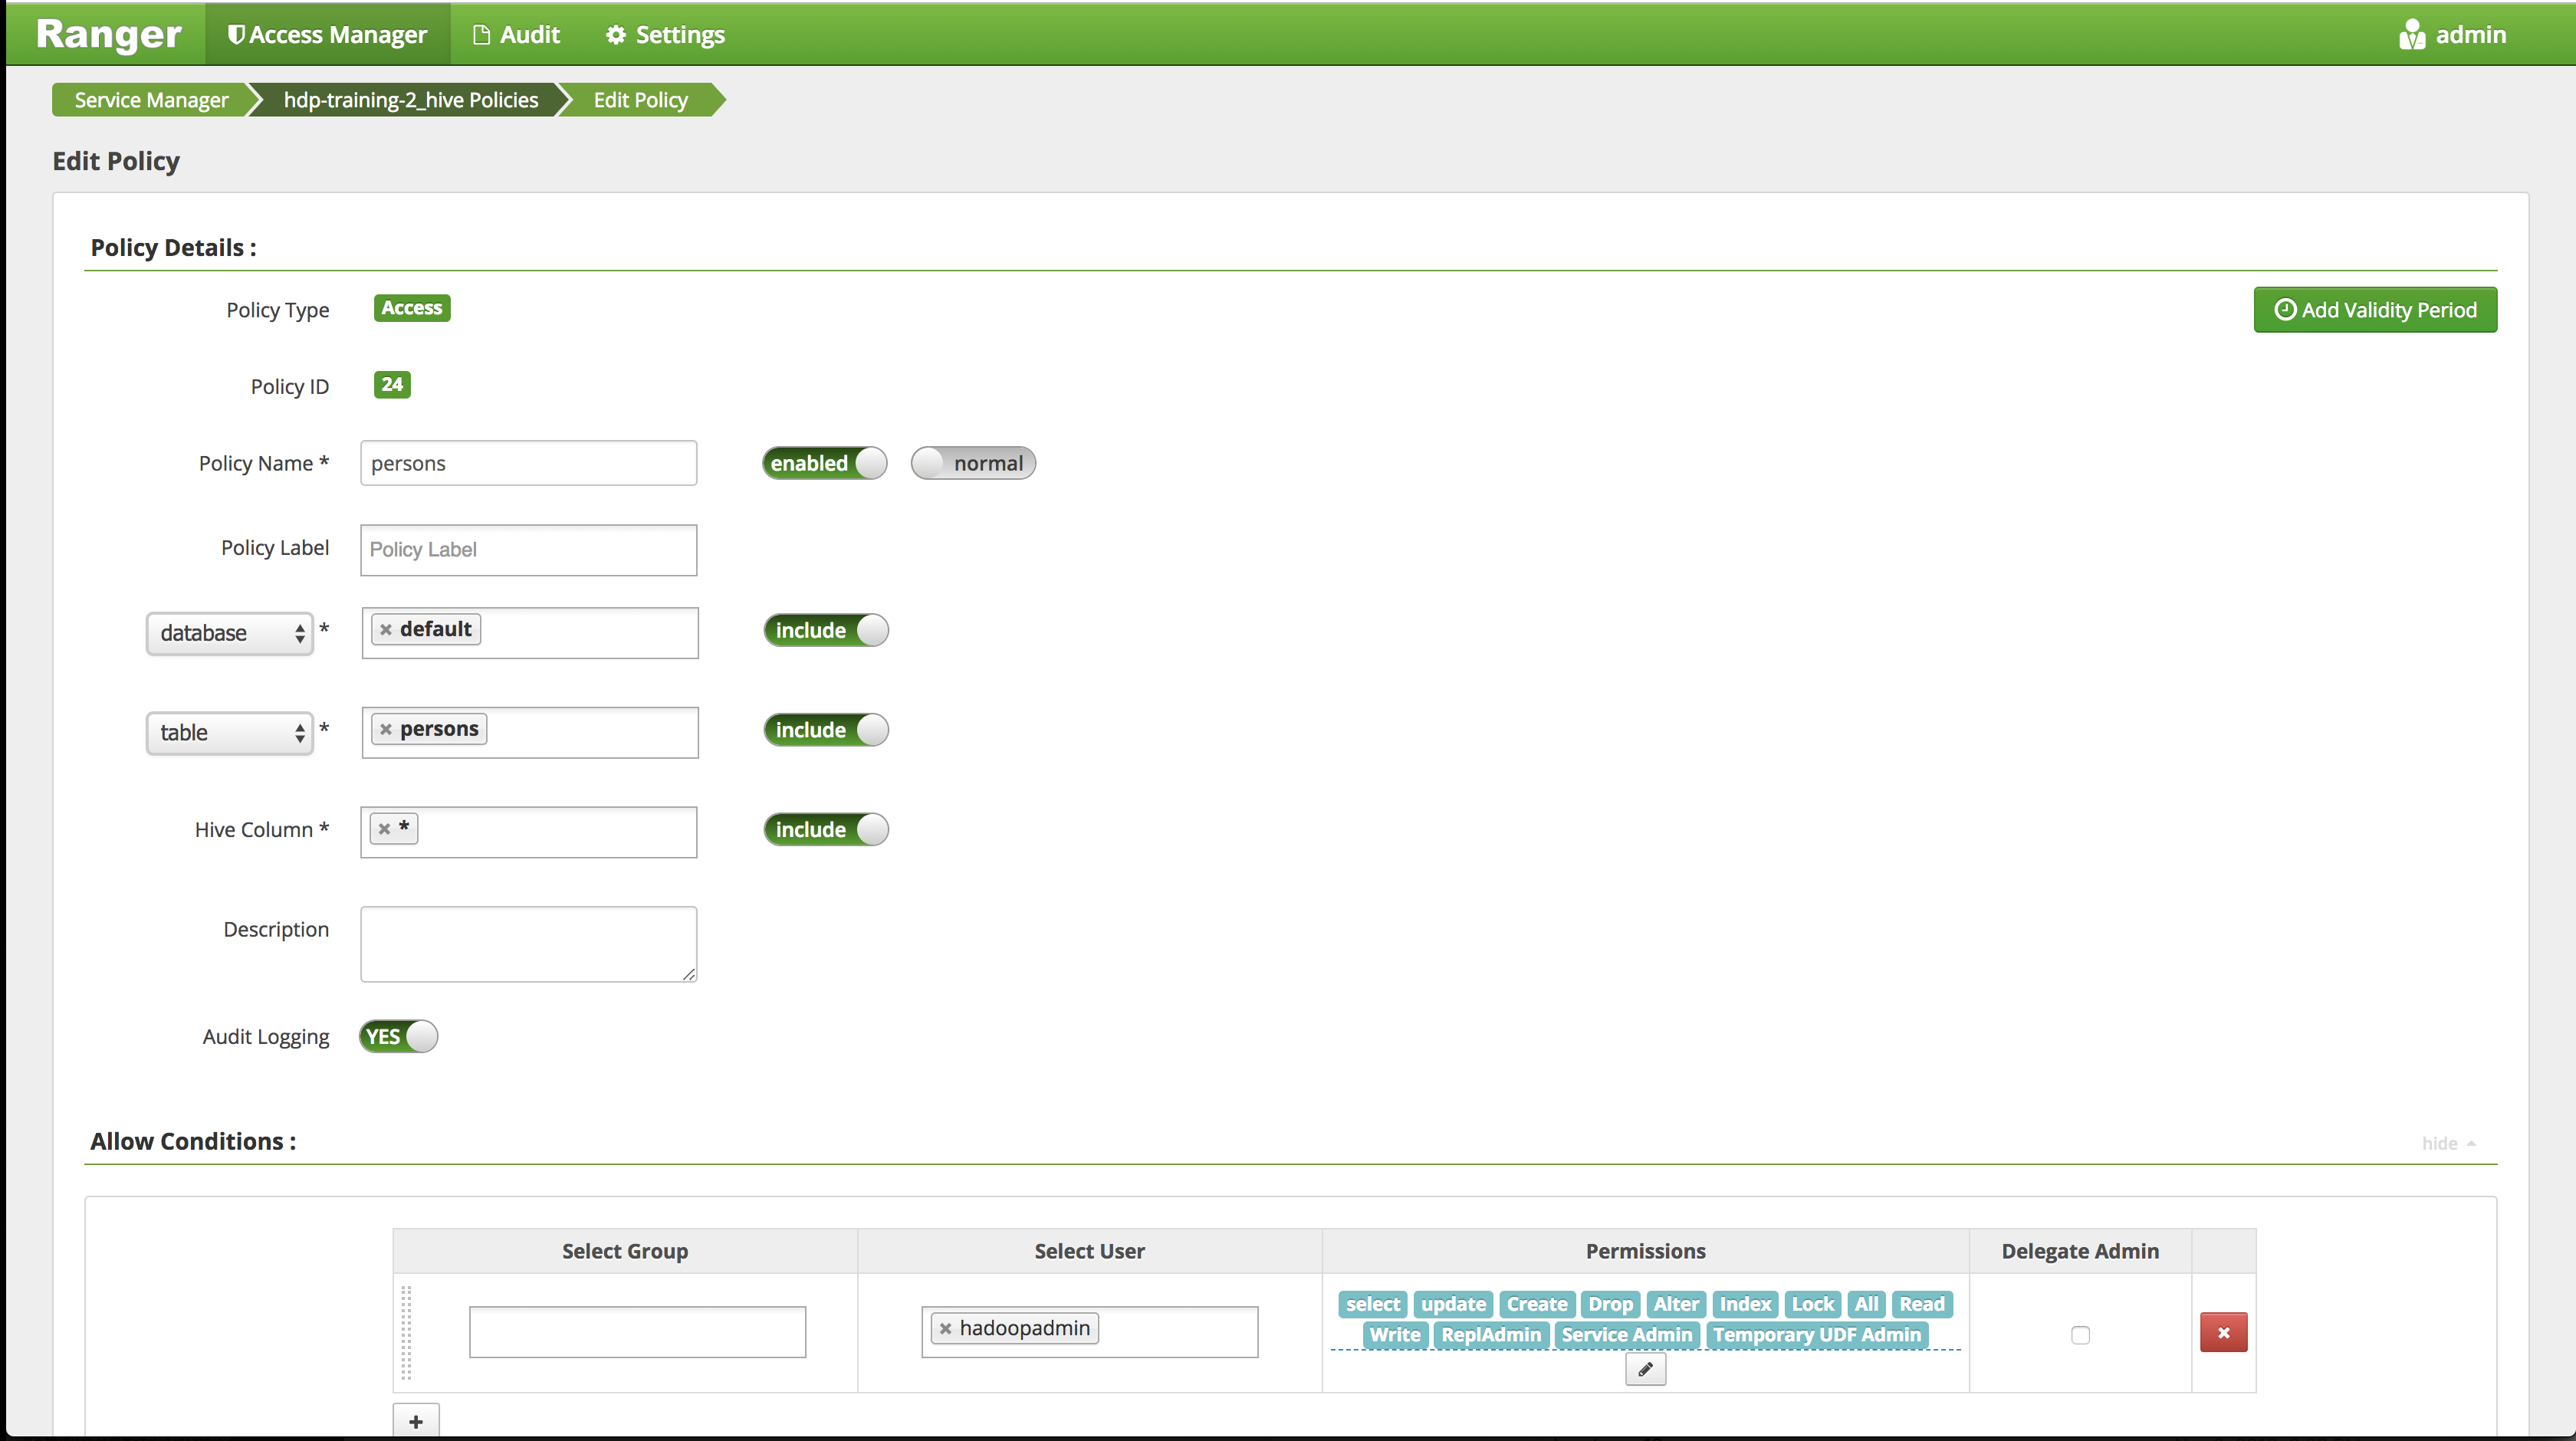 Ranger Access Manager Audit Settings admin
Service Manager hdp-training-2_hive Policies Edit Policy
Edit Policy
Policy Details :
Policy Type Access Add Validity Period
Policy ID 24
Policy Name * persons enabled normal
Policy Label Policy Label
database * × default include
table * × persons include
Hive Column * × * include
Description
Audit Logging YES
Allow Conditions : hide
Select Group Select User Permissions Delegate Admin
select update Create Drop Alter Index Lock All Read
× hadoopadmin Write ReplAdmin Service Admin Temporary UDF Admin ×
+